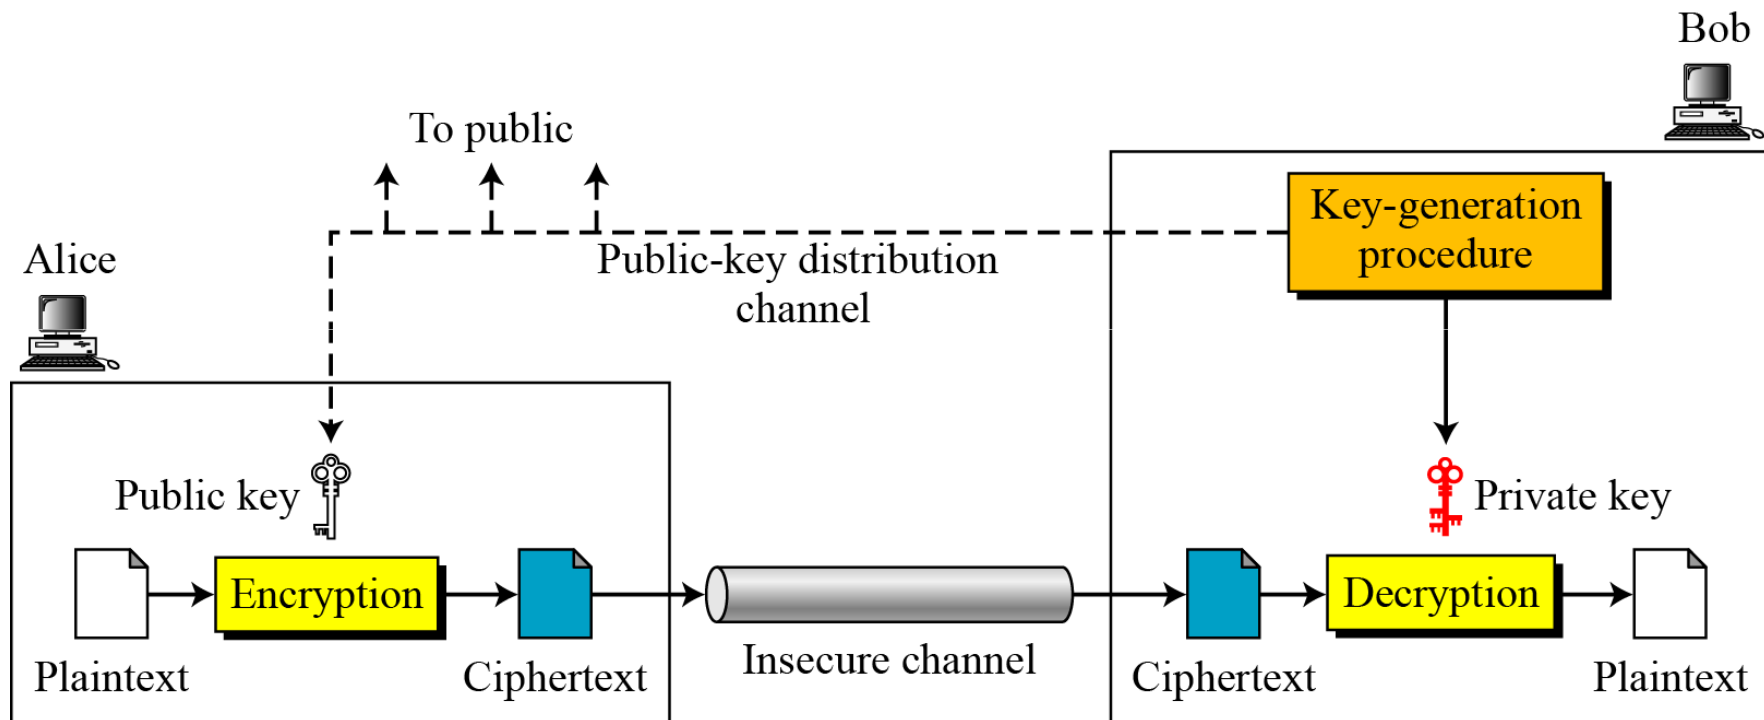 Bob
To public
Key-generation
procedure
Alice
Public-key distribution
channel
Public key
Private key
Encryption
Decryption
Plaintext
Ciphertext
Insecure channel
Ciphertext
Plaintext